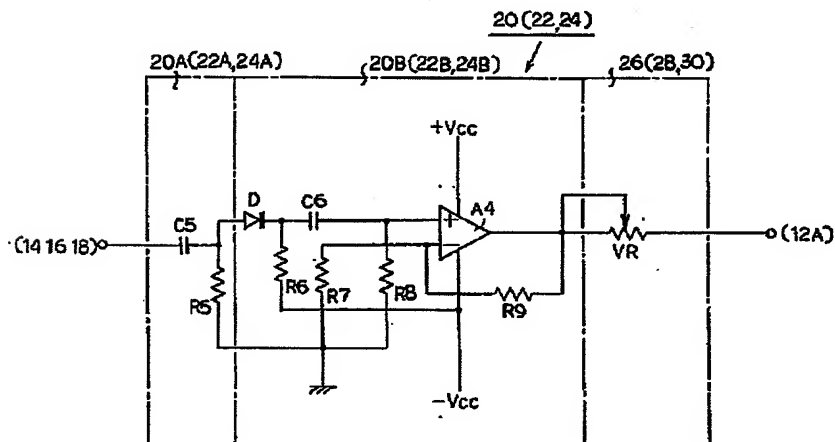 20(22,24)
20A(22A,24A)
20B(22B,24B)
26(28,30)
+Vcc
D
C6
A4
C5
(14 16 18)
+
−
(12A)
VR
R5
R6
R7
R8
R9
−Vcc